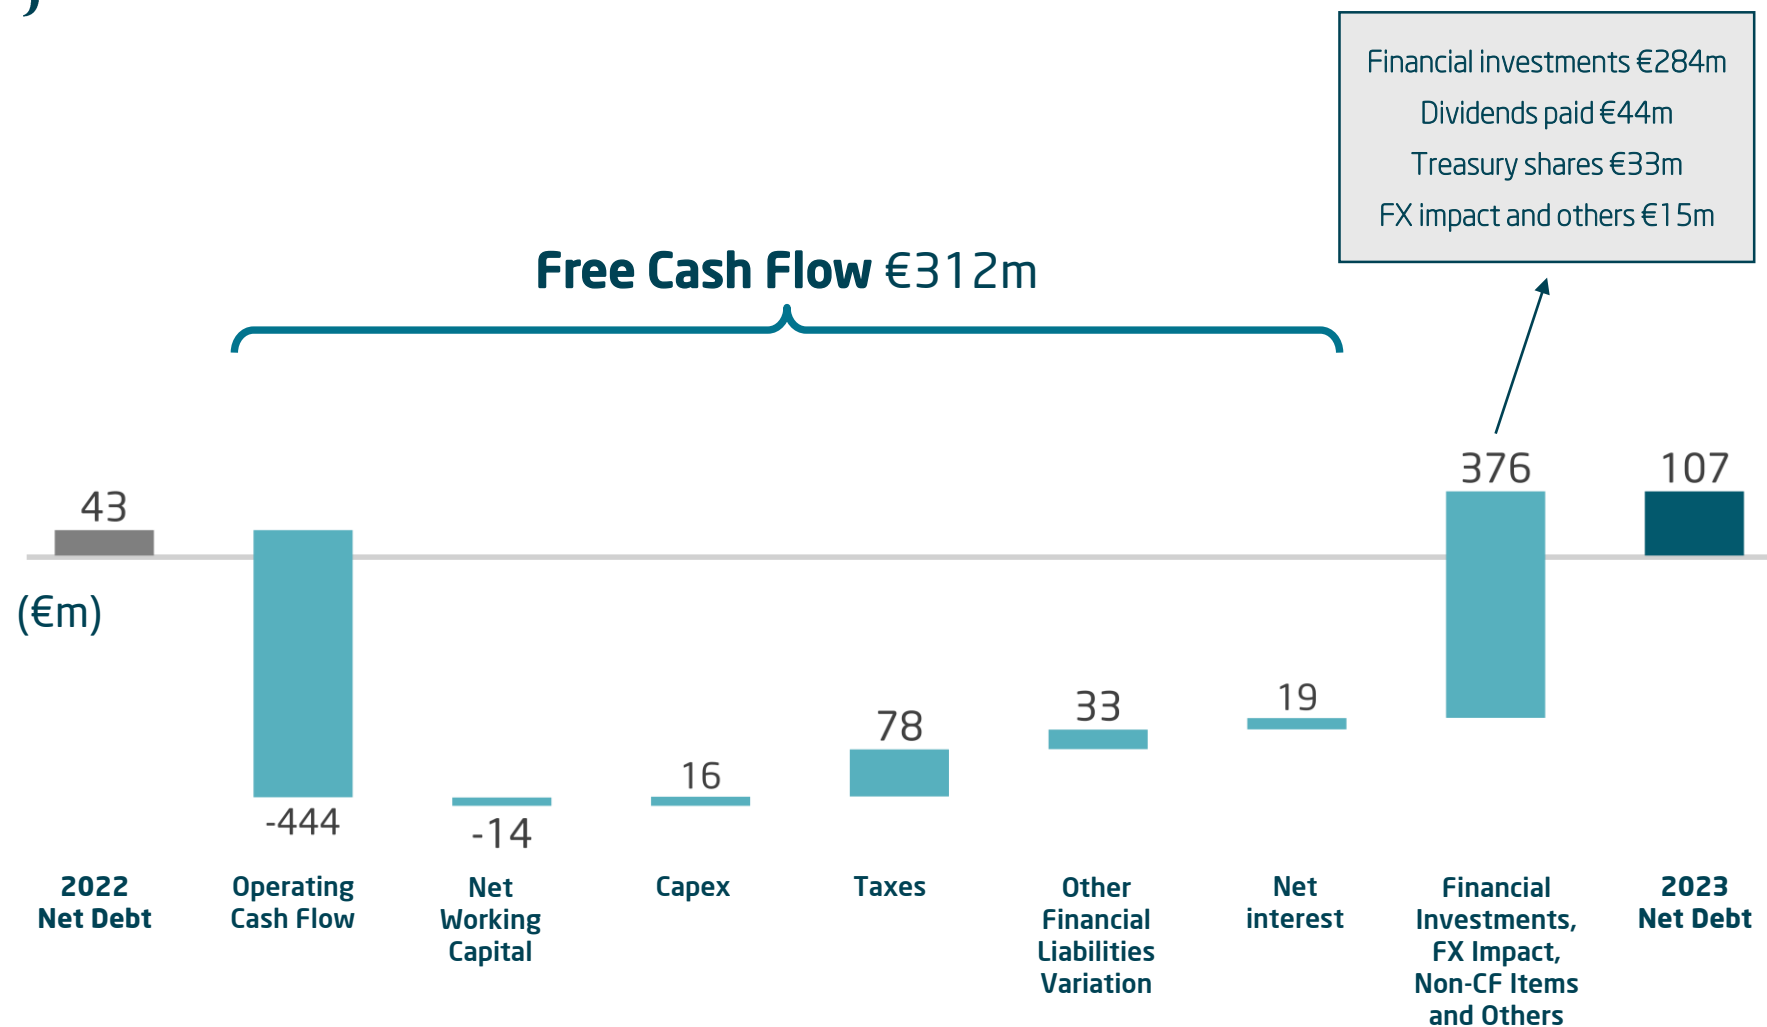 Financial investments €284m
Dividends paid €44m
Treasury shares €33m
FX impact and others €15m
Free Cash Flow €312m
43
-444
-14
16
78
33
19
376
107
(€m)
2022
Net Debt
Operating
Cash Flow
Net
Working
Capital
Capex
Taxes
Other
Financial
Liabilities
Variation
Net
interest
Financial
Investments,
FX Impact,
Non-CF Items
and Others
2023
Net Debt